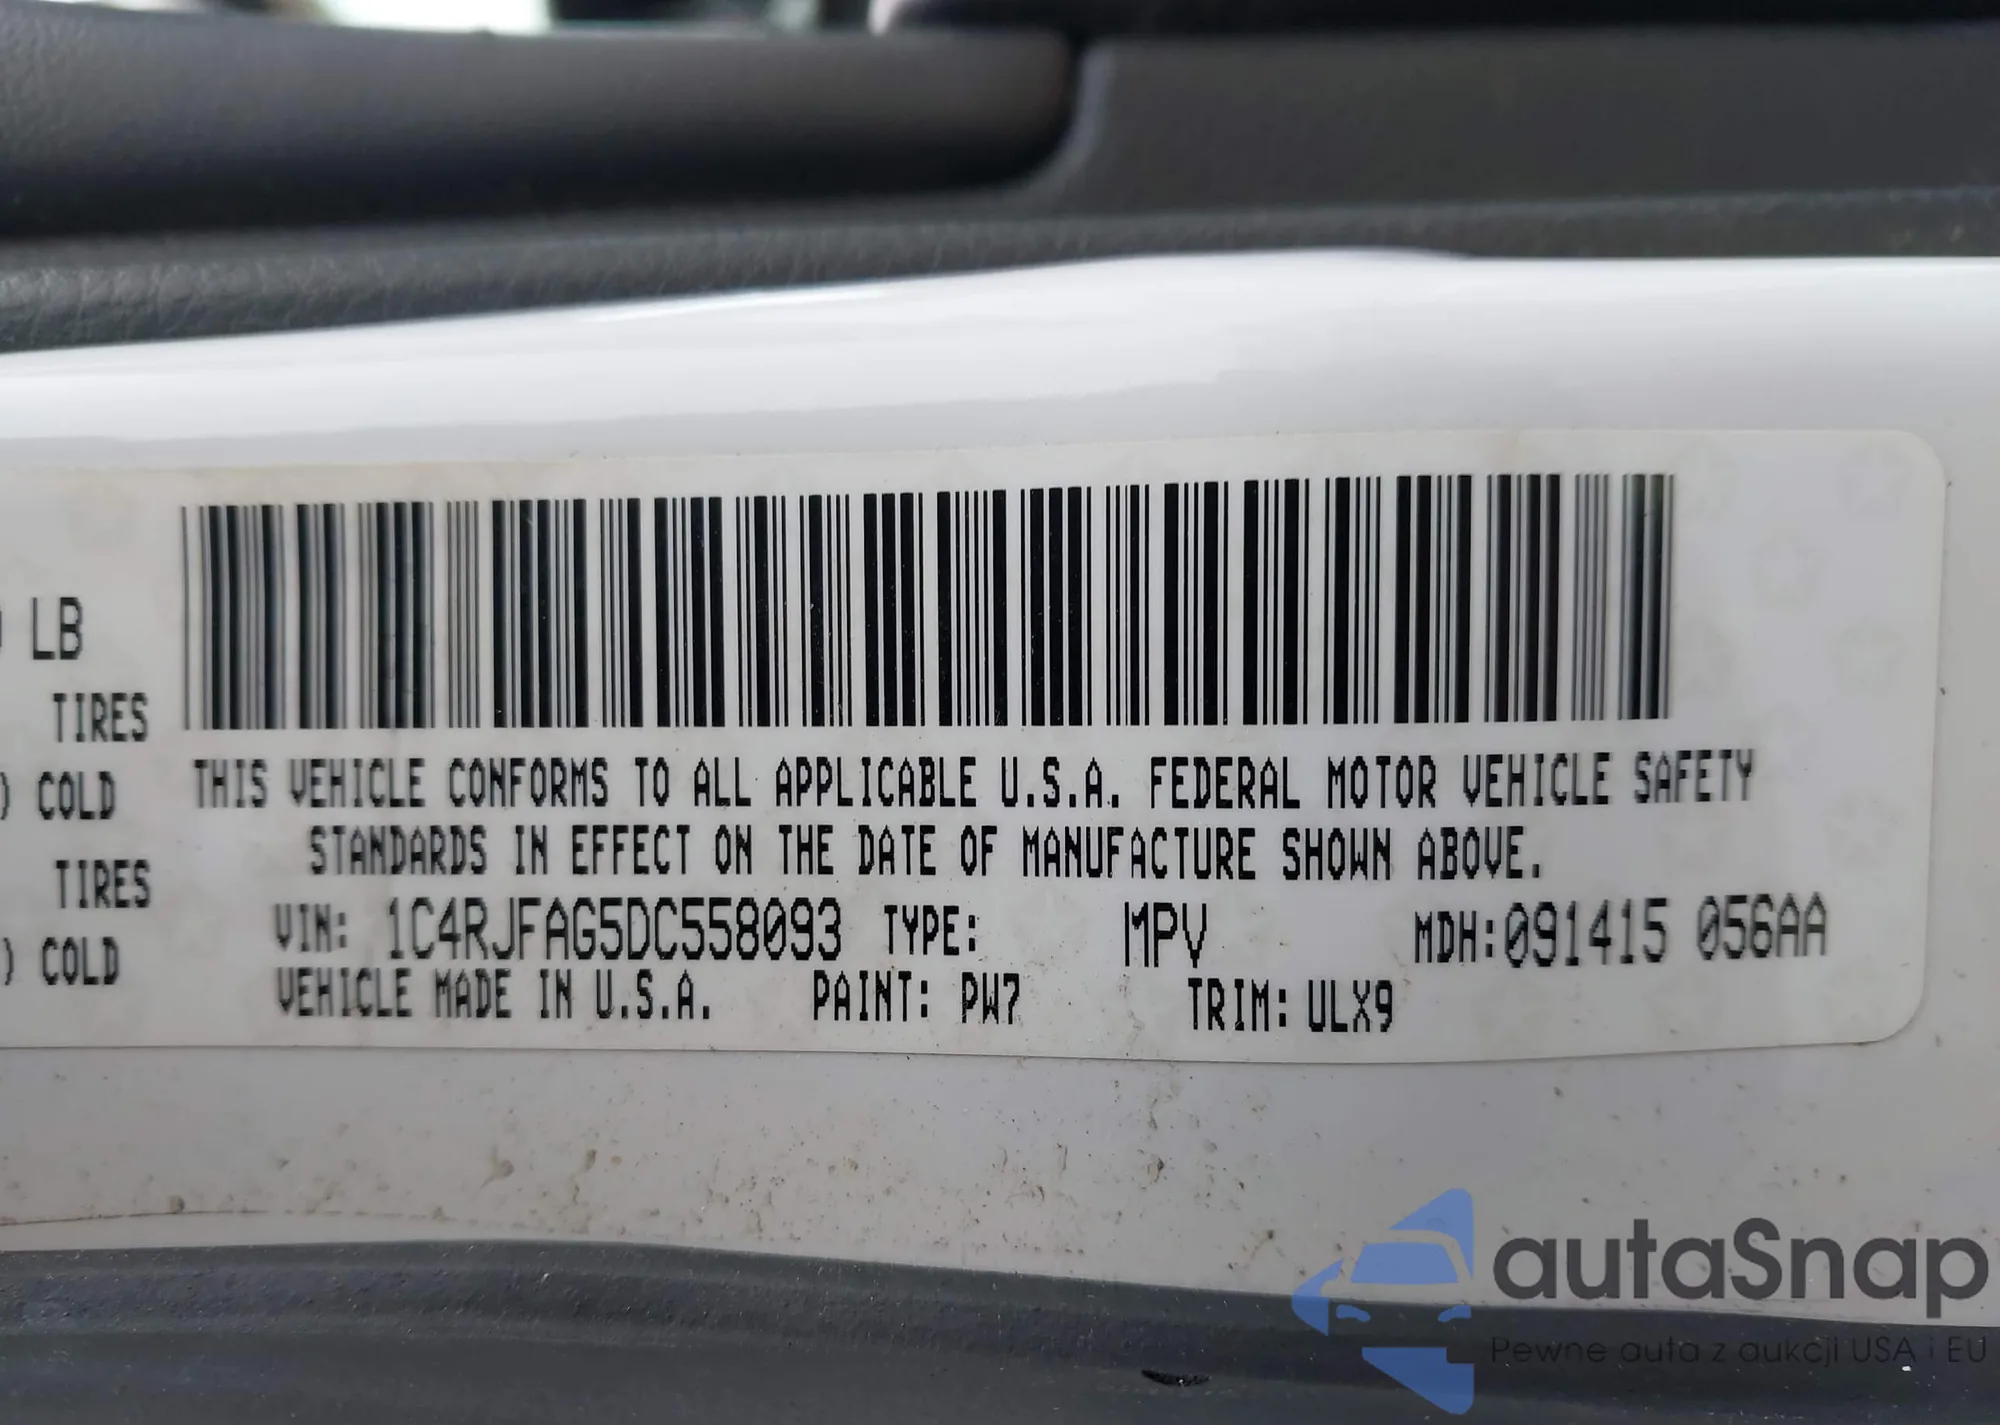 LB
TIRES
) COLD
TIRES
) COLD
THIS VEHICLE CONFORMS TO ALL APPLICABLE U.S.A. FEDERAL MOTOR VEHICLE SAFETY
STANDARDS IN EFFECT ON THE DATE OF MANUFACTURE SHOWN ABOVE.
VIN: 1C4RJFAG5DC558093 TYPE: MPV MDH:091415 056AA
VEHICLE MADE IN U.S.A. PAINT: PW7 TRIM: ULX9
autaSnap
Pewne auta z aukcji USA i EU